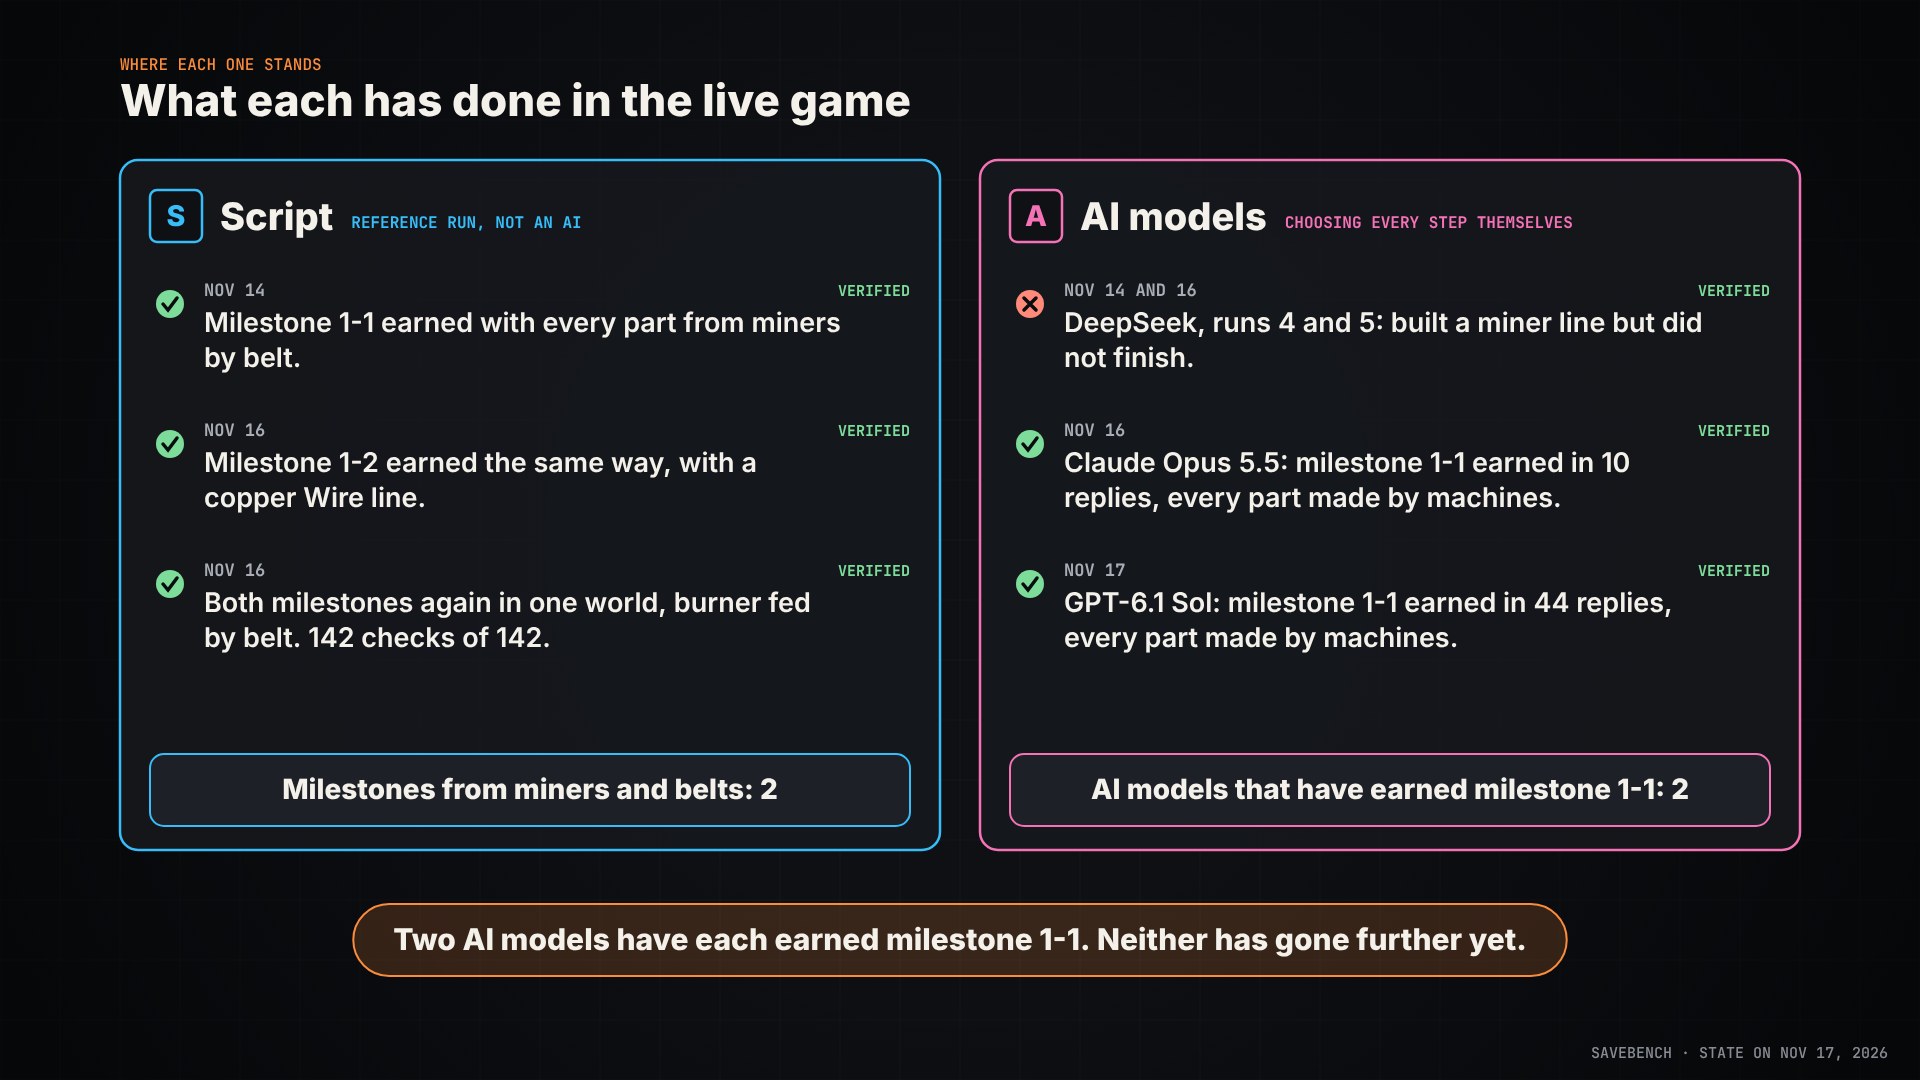 WHERE EACH ONE STANDS
What each has done in the live game
S
Script
REFERENCE RUN, NOT AN AI
NOV 14
VERIFIED
Milestone 1-1 earned with every part from miners
by belt.
NOV 16
VERIFIED
Milestone 1-2 earned the same way, with a
copper Wire line.
NOV 16
VERIFIED
Both milestones again in one world, burner fed
by belt. 142 checks of 142.
Milestones from miners and belts: 2
A
AI models
CHOOSING EVERY STEP THEMSELVES
NOV 14 AND 16
VERIFIED
DeepSeek, runs 4 and 5: built a miner line but did
not finish.
NOV 16
VERIFIED
Claude Opus 5.5: milestone 1-1 earned in 10
replies, every part made by machines.
NOV 17
VERIFIED
GPT-6.1 Sol: milestone 1-1 earned in 44 replies,
every part made by machines.
AI models that have earned milestone 1-1: 2
Two AI models have each earned milestone 1-1. Neither has gone further yet.
SAVEBENCH · STATE ON NOV 17, 2026